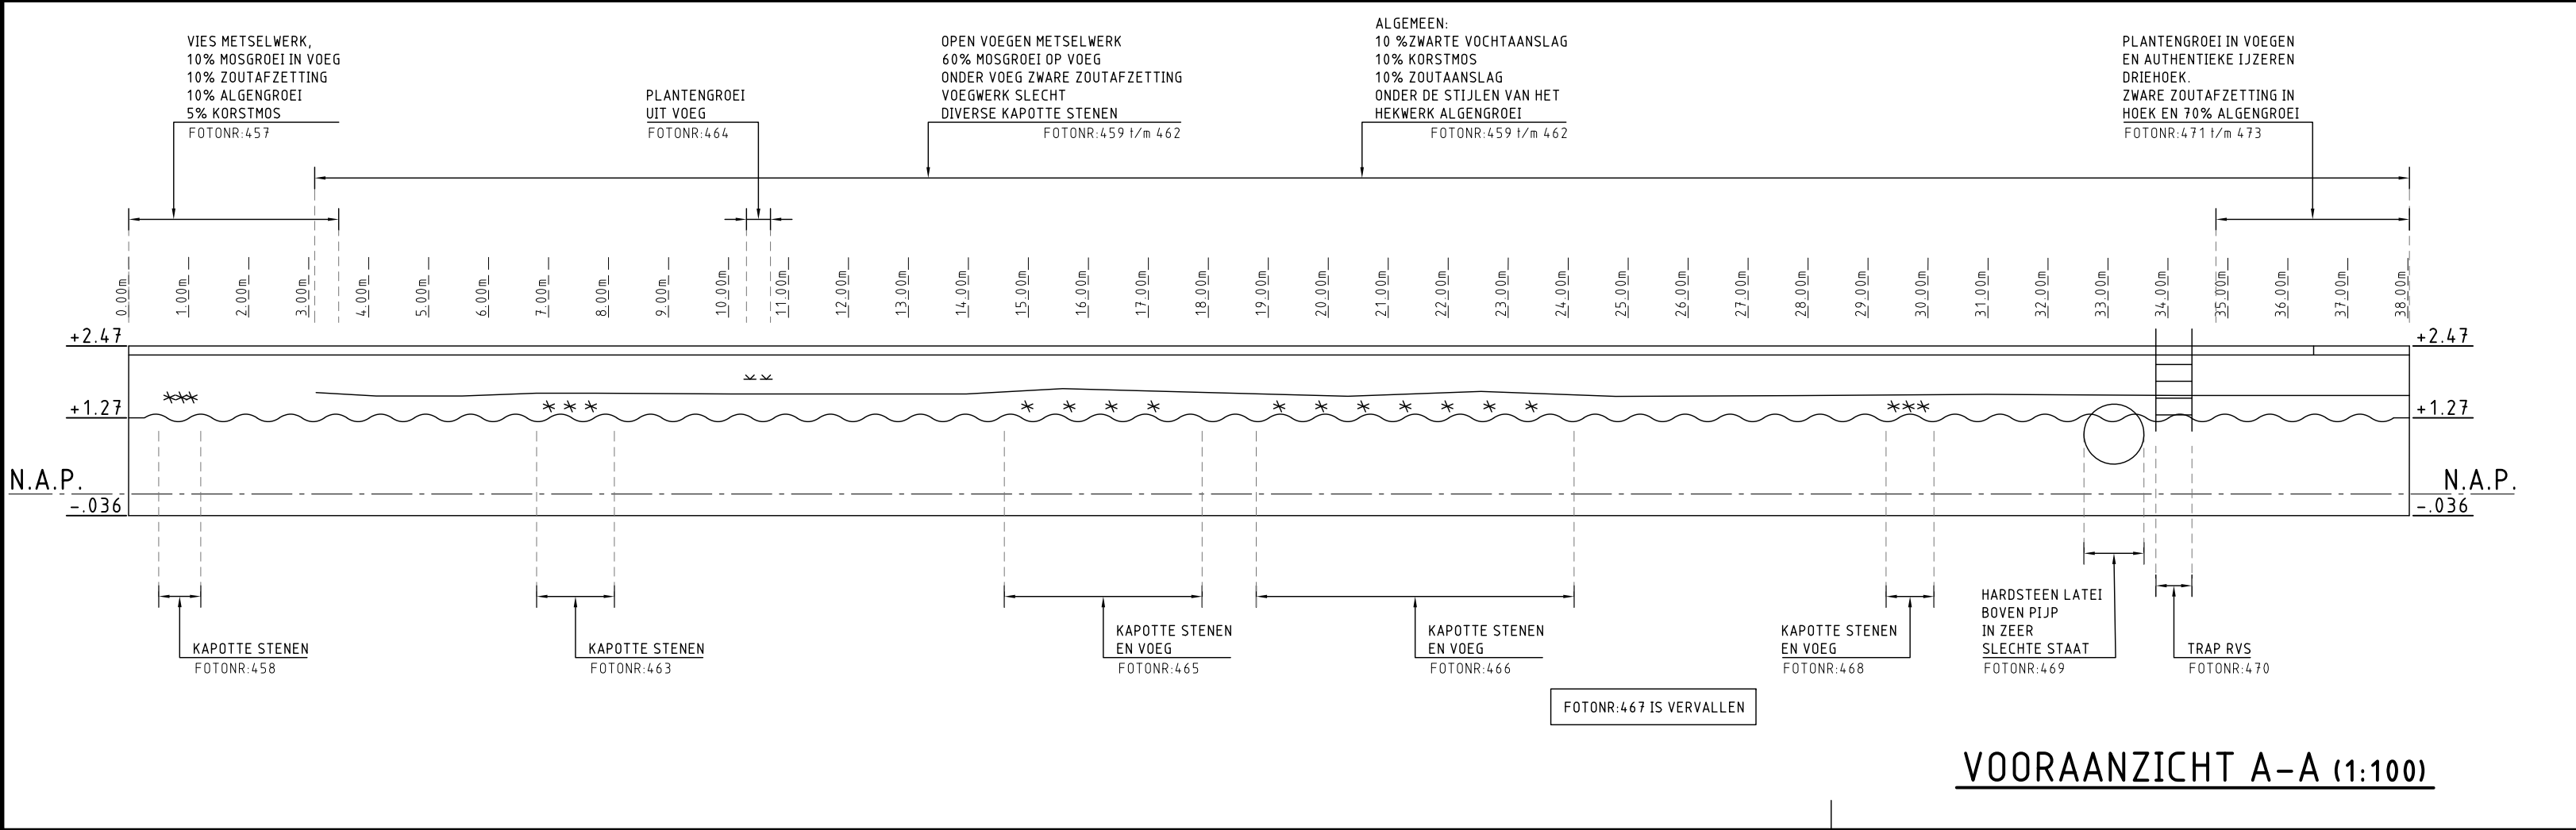 VIES METSELWERK,
10% MOSGROEI IN VOEG
10% ZOUTAFZETTING
10% ALGENGROEI
5% KORSTMOS
FOTONR:457
PLANTENGROEI
UIT VOEG
FOTONR:464
OPEN VOEGEN METSELWERK
60% MOSGROEI OP VOEG
ONDER VOEG ZWARE ZOUTAFZETTING
VOEGWERK SLECHT
DIVERSE KAPOTTE STENEN
FOTONR:459 t/m 462
ALGEMEEN:
10 %ZWARTE VOCHTAANSLAG
10% KORSTMOS
10% ZOUTAANSLAG
ONDER DE STIJLEN VAN HET
HEKWERK ALGENGROEI
FOTONR:459 t/m 462
PLANTENGROEI IN VOEGEN
EN AUTHENTIEKE IJZEREN
DRIEHOEK.
ZWARE ZOUTAFZETTING IN
HOEK EN 70% ALGENGROEI
FOTONR:471 t/m 473
0.00m
1.00m
2.00m
3.00m
4.00m
5.00m
6.00m
7.00m
8.00m
9.00m
10.00m
11.00m
12.00m
13.00m
14.00m
15.00m
16.00m
17.00m
18.00m
19.00m
20.00m
21.00m
22.00m
23.00m
24.00m
25.00m
26.00m
27.00m
28.00m
29.00m
30.00m
31.00m
32.00m
33.00m
34.00m
35.00m
36.00m
37.00m
38.00m
+2.47
+2.47
+1.27
+1.27
N.A.P.
N.A.P.
-.036
-.036
KAPOTTE STENEN
FOTONR:458
KAPOTTE STENEN
FOTONR:463
KAPOTTE STENEN
EN VOEG
FOTONR:465
KAPOTTE STENEN
EN VOEG
FOTONR:466
KAPOTTE STENEN
EN VOEG
FOTONR:468
HARDSTEEN LATEI
BOVEN PIJP
IN ZEER
SLECHTE STAAT
FOTONR:469
TRAP RVS
FOTONR:470
FOTONR:467 IS VERVALLEN
VOORAANZICHT A-A (1:100)